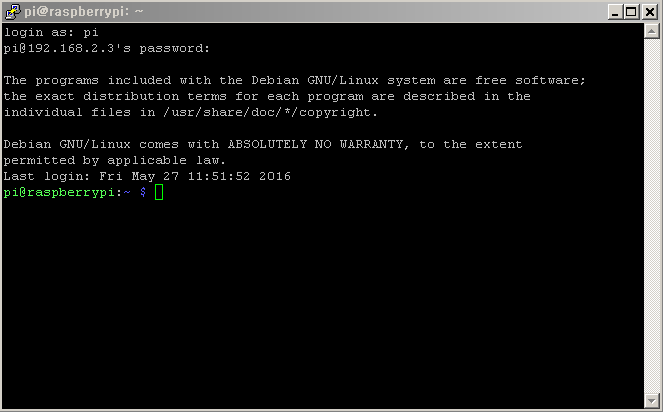 pi@raspberrypi: ~
login as: pi
pi@192.168.2.3's password:
The programs included with the Debian GNU/Linux system are free software;
the exact distribution terms for each program are described in the
individual files in /usr/share/doc/*/copyright.
Debian GNU/Linux comes with ABSOLUTELY NO WARRANTY, to the extent
permitted by applicable law.
Last login: Fri May 27 11:51:52 2016
pi@raspberrypi:~ $